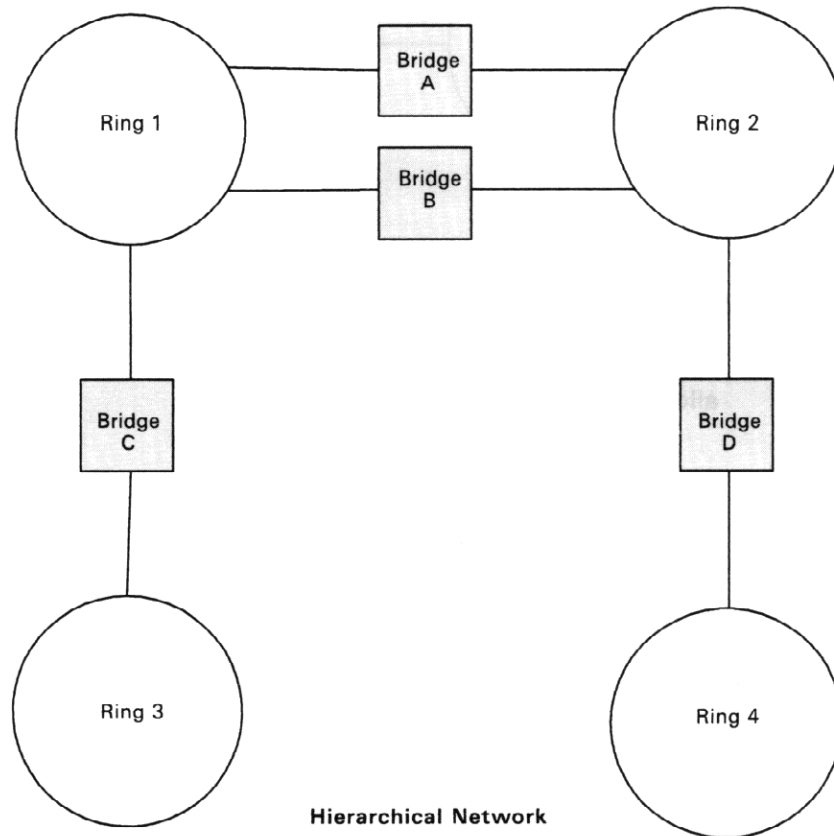 Ring 1
Bridge
A
Ring 2
Bridge
B
Bridge
C
Bridge
D
Ring 3
Ring 4
Hierarchical Network